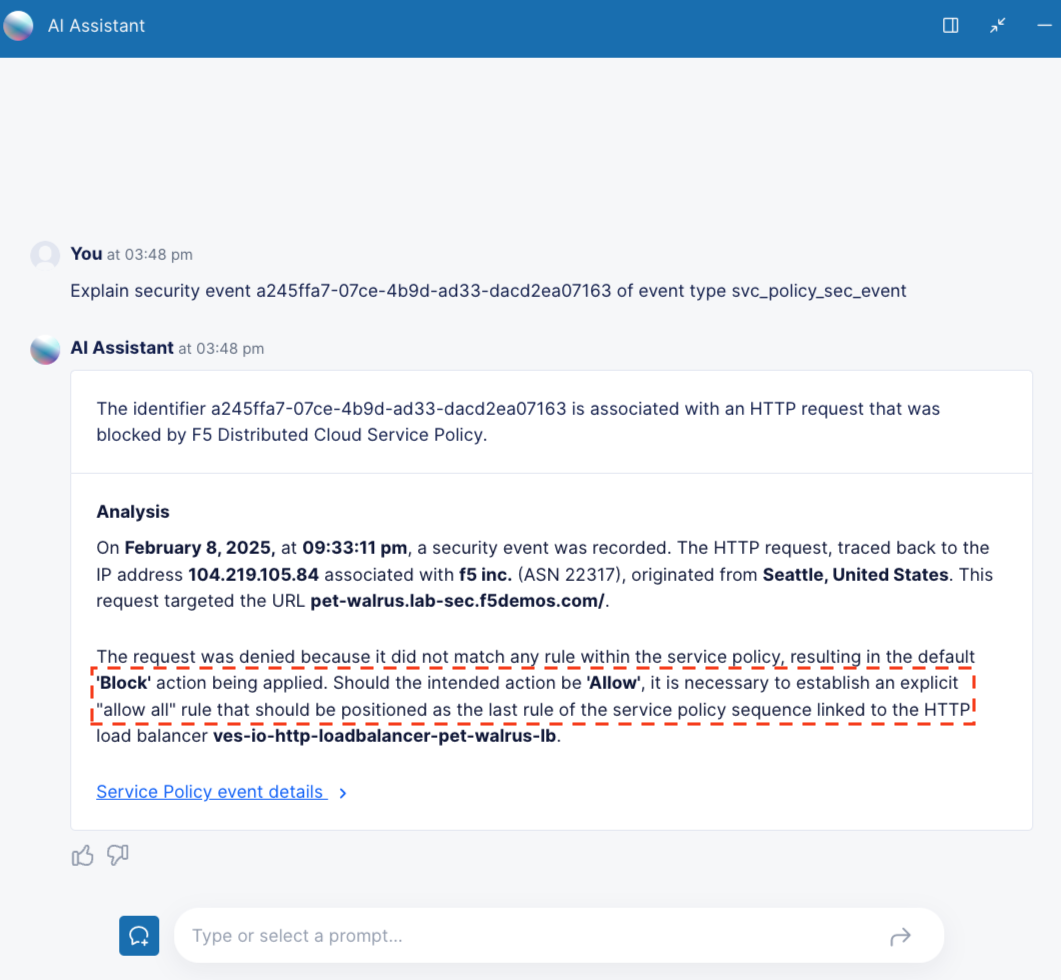 AI Assistant
You at 03:48 pm
Explain security event a245ffa7-07ce-4b9d-ad33-dacd2ea07163 of event type svc_policy_sec_event
AI Assistant at 03:48 pm
The identifier a245ffa7-07ce-4b9d-ad33-dacd2ea07163 is associated with an HTTP request that was
blocked by F5 Distributed Cloud Service Policy.
Analysis
On February 8, 2025, at 09:33:11 pm, a security event was recorded. The HTTP request, traced back to the
IP address 104.219.105.84 associated with f5 inc. (ASN 22317), originated from Seattle, United States. This
request targeted the URL pet-walrus.lab-sec.f5demos.com/.
The request was denied because it did not match any rule within the service policy, resulting in the default
'Block' action being applied. Should the intended action be 'Allow', it is necessary to establish an explicit
"allow all" rule that should be positioned as the last rule of the service policy sequence linked to the HTTP
load balancer ves-io-http-loadbalancer-pet-walrus-lb.
Service Policy event details
Type or select a prompt...